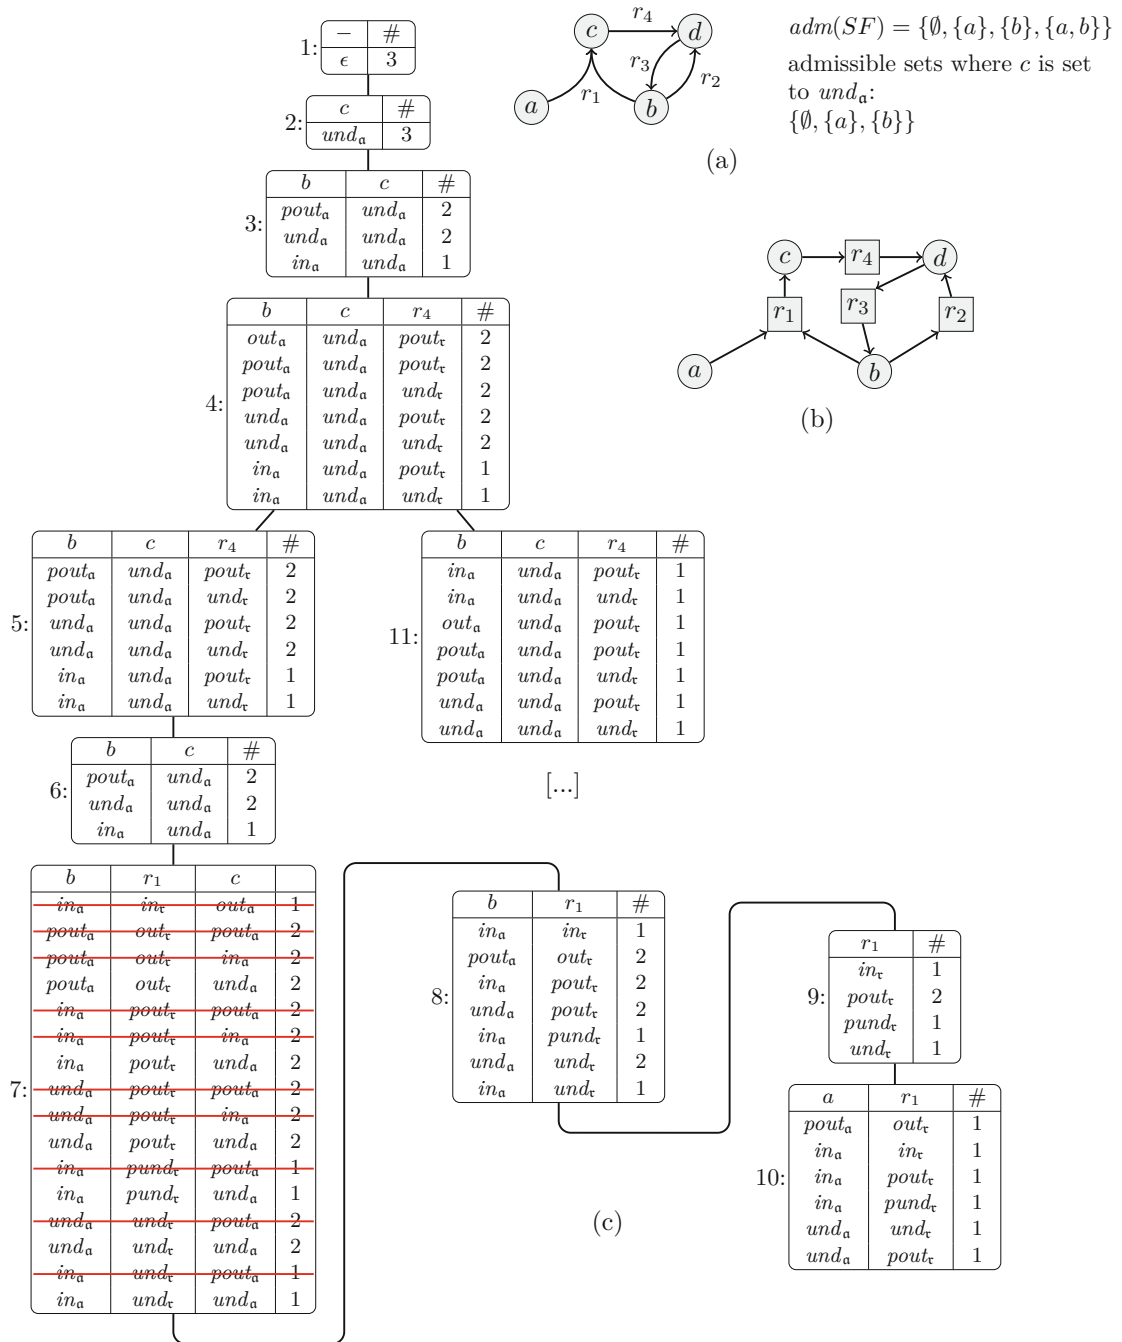 1:
− #
ϵ 3
2:
c #
und𝔞 3
3:
b c #
pout𝔞 und𝔞 2
und𝔞 und𝔞 2
in𝔞 und𝔞 1
4:
b c r4 #
out𝔞 und𝔞 pout𝔯 2
pout𝔞 und𝔞 pout𝔯 2
pout𝔞 und𝔞 und𝔯 2
und𝔞 und𝔞 pout𝔯 2
und𝔞 und𝔞 und𝔯 2
in𝔞 und𝔞 pout𝔯 1
in𝔞 und𝔞 und𝔯 1
5:
b c r4 #
pout𝔞 und𝔞 pout𝔯 2
pout𝔞 und𝔞 und𝔯 2
und𝔞 und𝔞 pout𝔯 2
und𝔞 und𝔞 und𝔯 2
in𝔞 und𝔞 pout𝔯 1
in𝔞 und𝔞 und𝔯 1
11:
b c r4 #
in𝔞 und𝔞 pout𝔯 1
in𝔞 und𝔞 und𝔯 1
out𝔞 und𝔞 pout𝔯 1
pout𝔞 und𝔞 pout𝔯 1
pout𝔞 und𝔞 und𝔯 1
und𝔞 und𝔞 pout𝔯 1
und𝔞 und𝔞 und𝔯 1
[...]
6:
b c #
pout𝔞 und𝔞 2
und𝔞 und𝔞 2
in𝔞 und𝔞 1
7:
b r1 c
in𝔞 in𝔯 out𝔞 1
pout𝔞 out𝔯 pout𝔞 2
pout𝔞 out𝔯 in𝔞 2
pout𝔞 out𝔯 und𝔞 2
in𝔞 pout𝔯 pout𝔞 2
in𝔞 pout𝔯 in𝔞 2
in𝔞 pout𝔯 und𝔞 2
und𝔞 pout𝔯 pout𝔞 2
und𝔞 pout𝔯 in𝔞 2
und𝔞 pout𝔯 und𝔞 2
in𝔞 pund𝔯 pout𝔞 1
in𝔞 pund𝔯 und𝔞 1
und𝔞 und𝔯 pout𝔞 2
und𝔞 und𝔯 und𝔞 2
in𝔞 und𝔯 pout𝔞 1
in𝔞 und𝔯 und𝔞 1
8:
b r1 #
in𝔞 in𝔯 1
pout𝔞 out𝔯 2
in𝔞 pout𝔯 2
und𝔞 pout𝔯 2
in𝔞 pund𝔯 1
und𝔞 und𝔯 2
in𝔞 und𝔯 1
9:
r1 #
in𝔯 1
pout𝔯 2
pund𝔯 1
und𝔯 1
10:
a r1 #
pout𝔞 out𝔯 1
in𝔞 in𝔯 1
in𝔞 pout𝔯 1
in𝔞 pund𝔯 1
und𝔞 und𝔯 1
und𝔞 pout𝔯 1
(c)
c r4 d
r3
a r1 b r2
(a)
adm(SF) = {∅, {a}, {b}, {a, b}}
admissible sets where c is set
to und𝔞:
{∅, {a}, {b}}
c r4 d
r1 r3 r2
a b
(b)